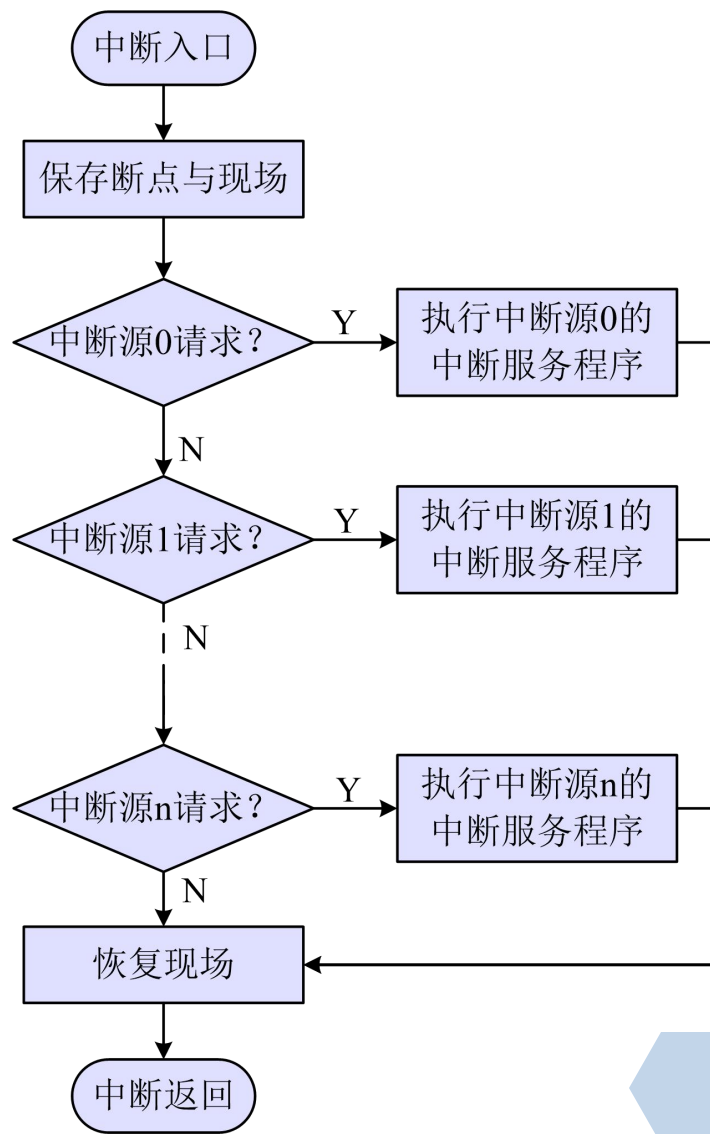 中断入口
保存断点与现场
中断源0请求?
Y
执行中断源0的
中断服务程序
N
中断源1请求?
Y
执行中断源1的
中断服务程序
N
中断源n请求?
Y
执行中断源n的
中断服务程序
N
恢复现场
中断返回